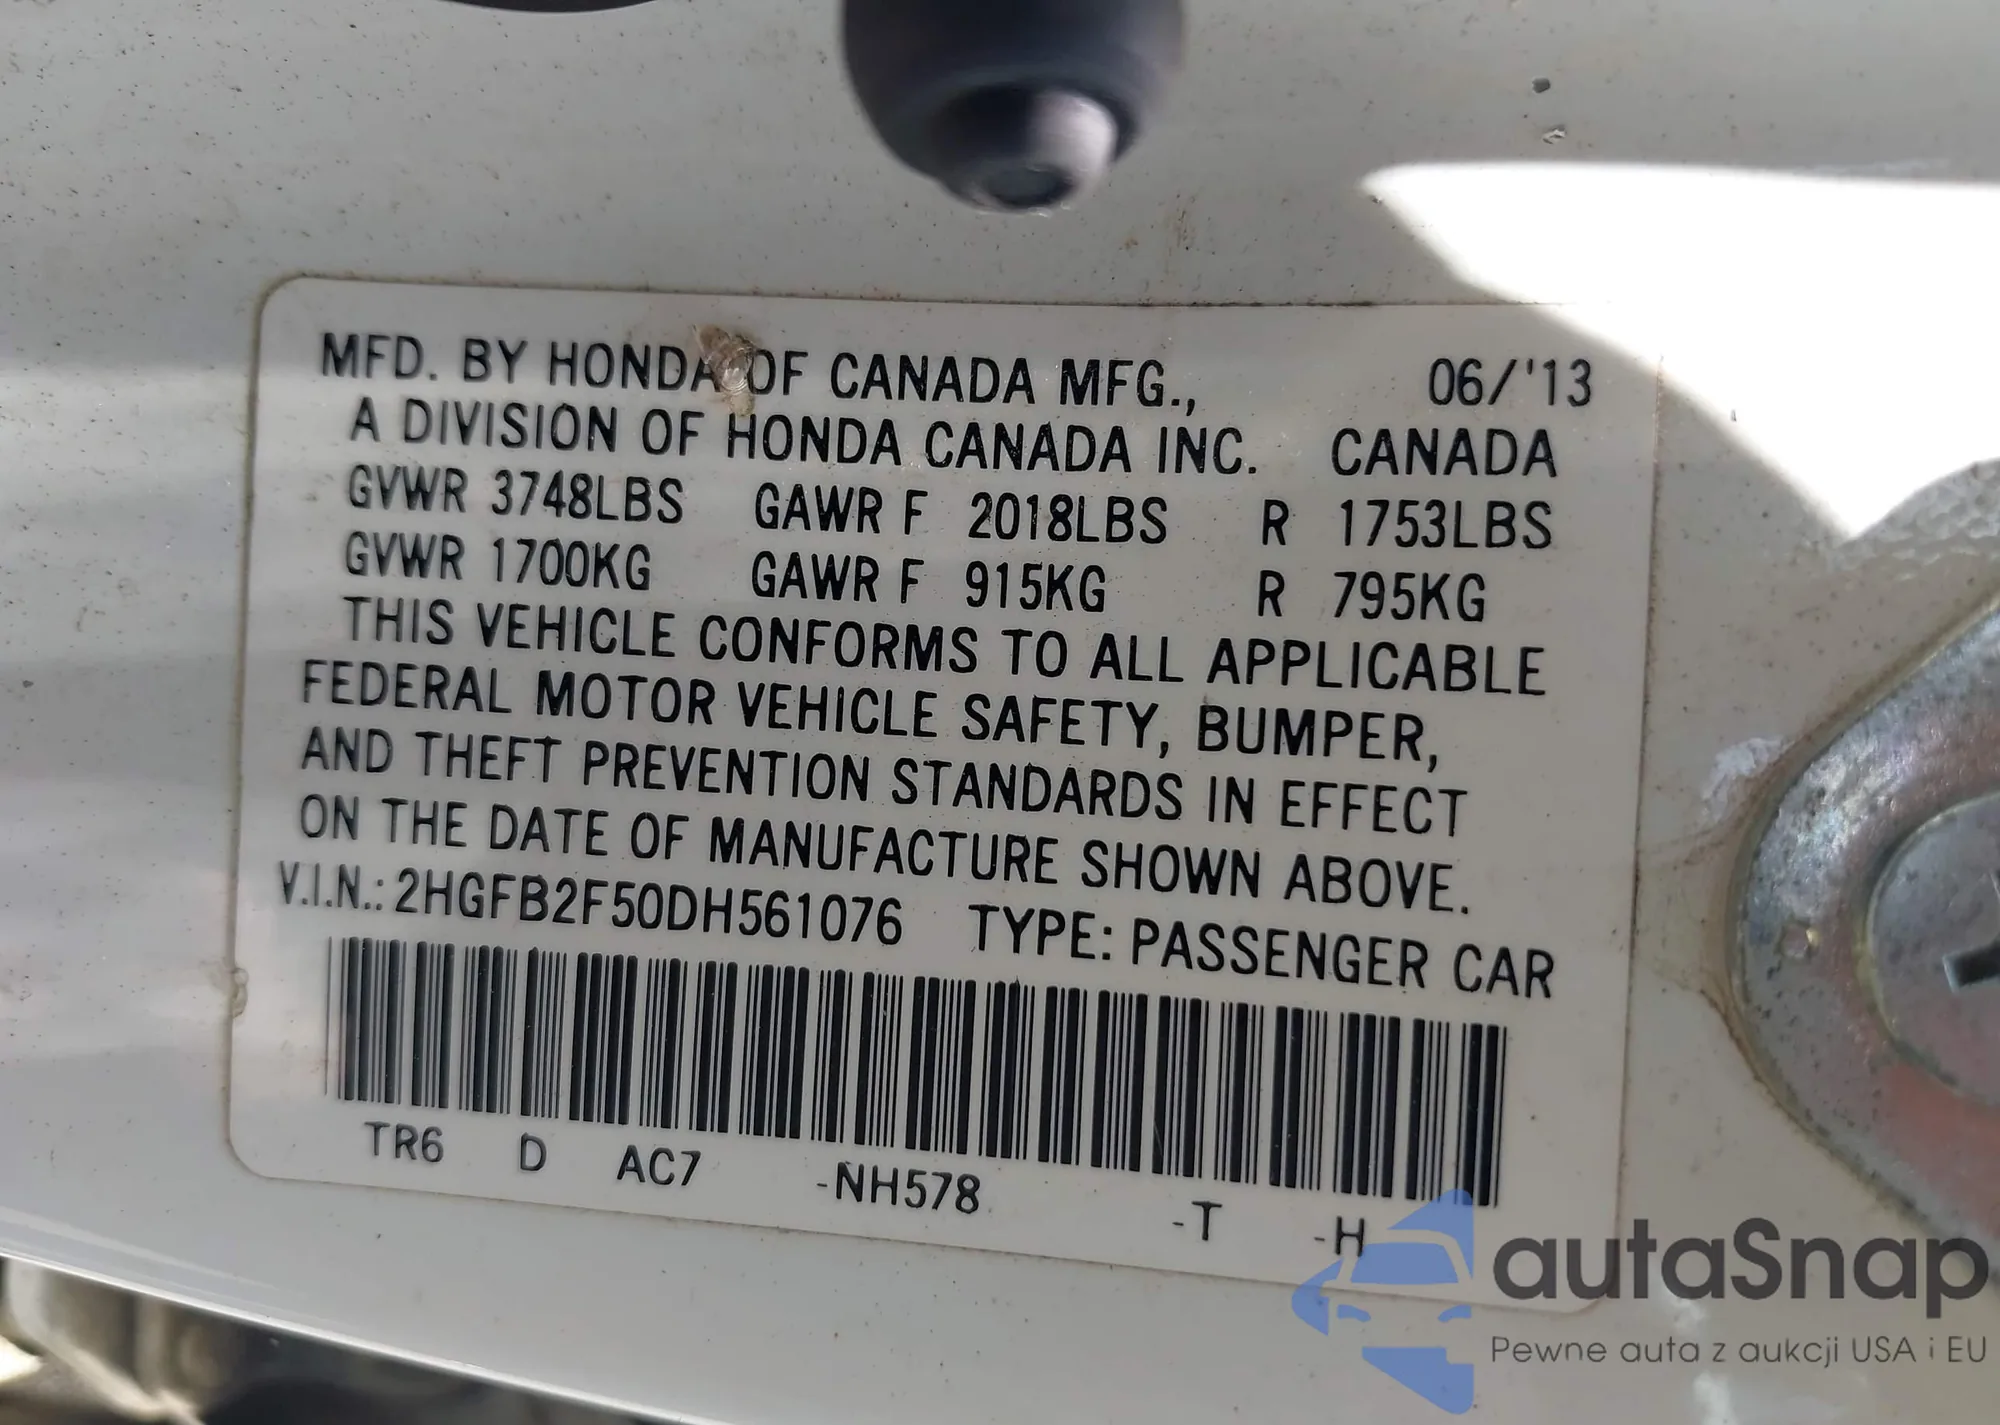 MFD. BY HONDA OF CANADA MFG., 06/'13
A DIVISION OF HONDA CANADA INC. CANADA
GVWR 3748LBS GAWR F 2018LBS R 1753LBS
GVWR 1700KG GAWR F 915KG R 795KG
THIS VEHICLE CONFORMS TO ALL APPLICABLE
FEDERAL MOTOR VEHICLE SAFETY, BUMPER,
AND THEFT PREVENTION STANDARDS IN EFFECT
ON THE DATE OF MANUFACTURE SHOWN ABOVE.
V.I.N.: 2HGFB2F50DH561076 TYPE: PASSENGER CAR
TR6 D AC7 -NH578 -T -H
autaSnap
Pewne auta z aukcji USA i EU